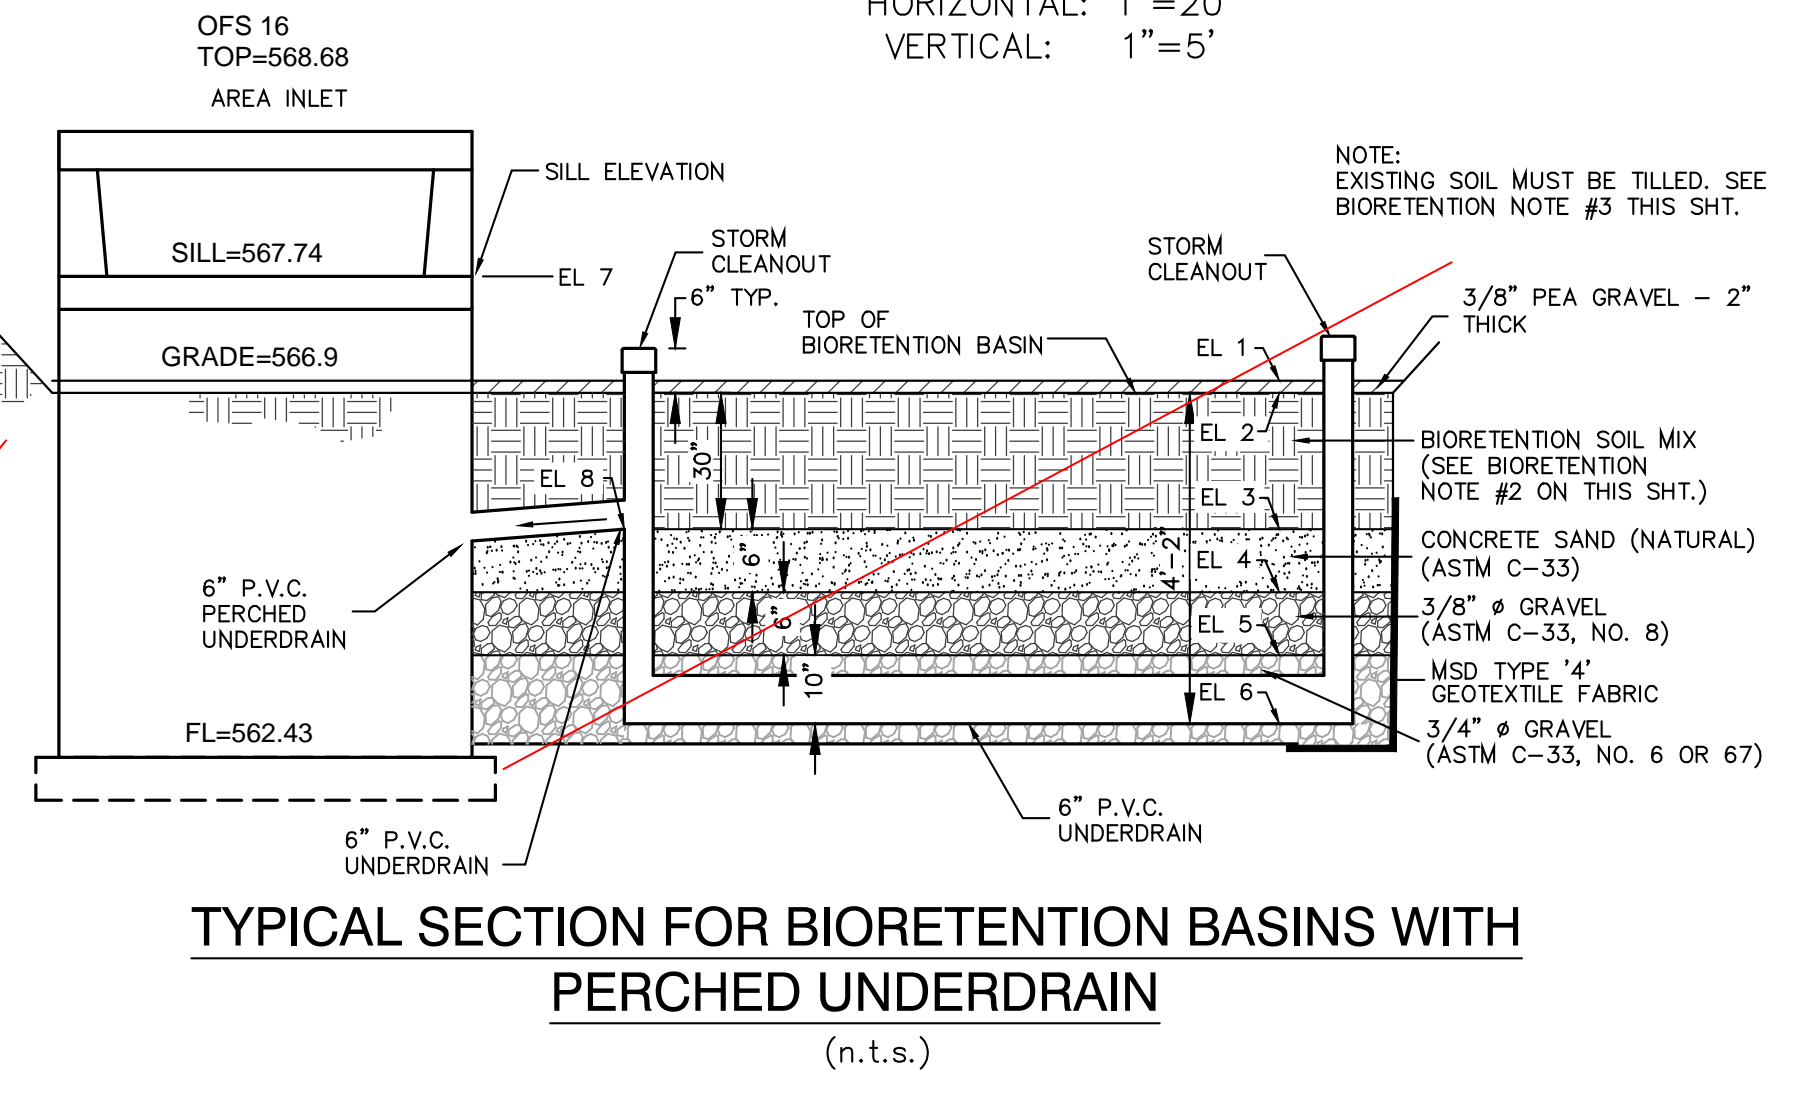 HORIZONTAL: 1"=20'
VERTICAL: 1"=5'
OFS 16
TOP=568.68
AREA INLET
SILL ELEVATION
SILL=567.74
EL 7
GRADE=566.9
STORM
CLEANOUT
6" TYP.
TOP OF
BIORETENTION BASIN
STORM
CLEANOUT
EL 1
NOTE:
EXISTING SOIL MUST BE TILLED. SEE
BIORETENTION NOTE #3 THIS SHT.
3/8" PEA GRAVEL - 2"
THICK
EL 2
30"
EL 8
EL 3
BIORETENTION SOIL MIX
(SEE BIORETENTION
NOTE #2 ON THIS SHT.)
6"
4'-2"
EL 4
CONCRETE SAND (NATURAL)
(ASTM C-33)
6" P.V.C.
PERCHED
UNDERDRAIN
6"
EL 5
3/8" ø GRAVEL
(ASTM C-33, NO. 8)
10"
EL 6
MSD TYPE '4'
GEOTEXTILE FABRIC
FL=562.43
3/4" ø GRAVEL
(ASTM C-33, NO. 6 OR 67)
6" P.V.C.
UNDERDRAIN
6" P.V.C.
UNDERDRAIN
TYPICAL SECTION FOR BIORETENTION BASINS WITH
PERCHED UNDERDRAIN
(n.t.s.)